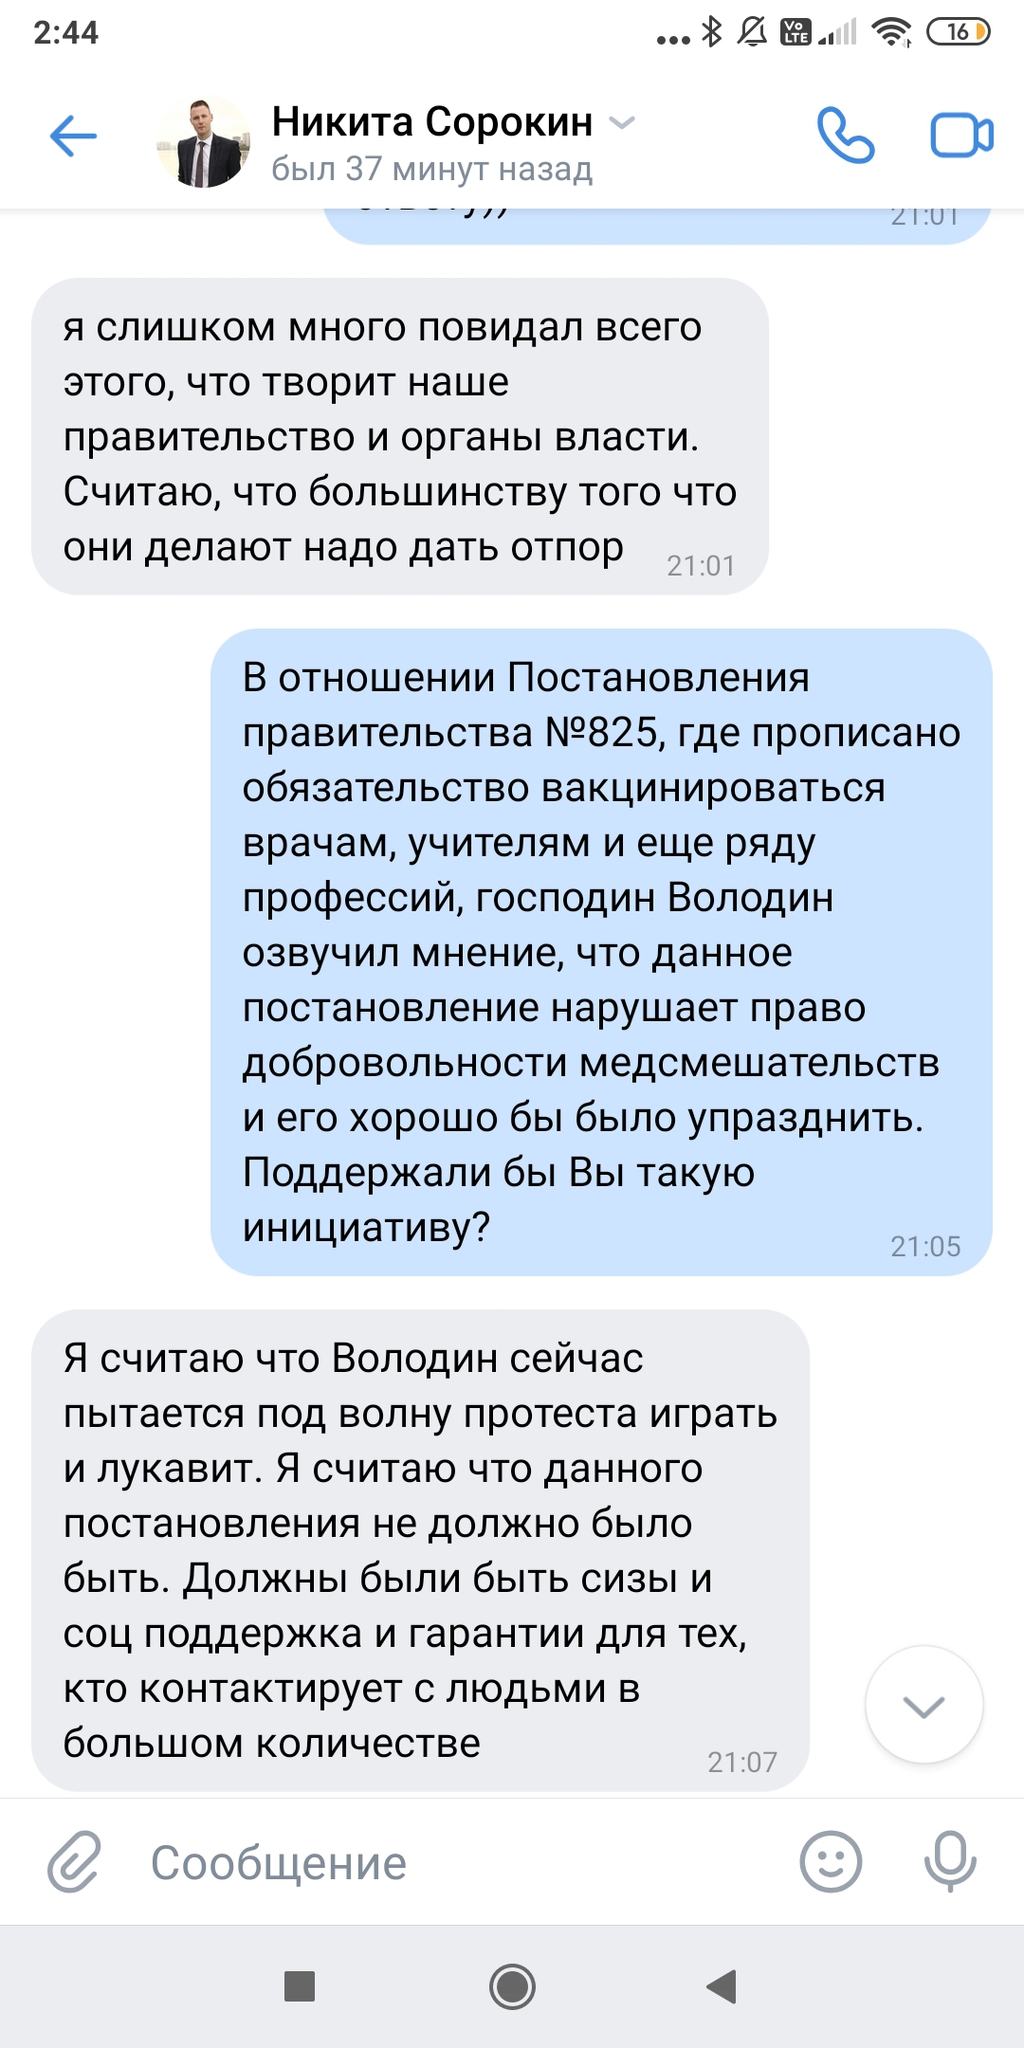 2:44
Vo LTE
16
Никита Сорокин
был 37 минут назад
21:01
я слишком много повидал всего
этого, что творит наше
правительство и органы власти.
Считаю, что большинству того что
они делают надо дать отпор
21:01
В отношении Постановления
правительства №825, где прописано
обязательство вакцинироваться
врачам, учителям и еще ряду
профессий, господин Володин
озвучил мнение, что данное
постановление нарушает право
добровольности медсмешательств
и его хорошо бы было упразднить.
Поддержали бы Вы такую
инициативу?
21:05
Я считаю что Володин сейчас
пытается под волну протеста играть
и лукавит. Я считаю что данного
постановления не должно было
быть. Должны были быть сизы и
соц поддержка и гарантии для тех,
кто контактирует с людьми в
большом количестве
21:07
Сообщение